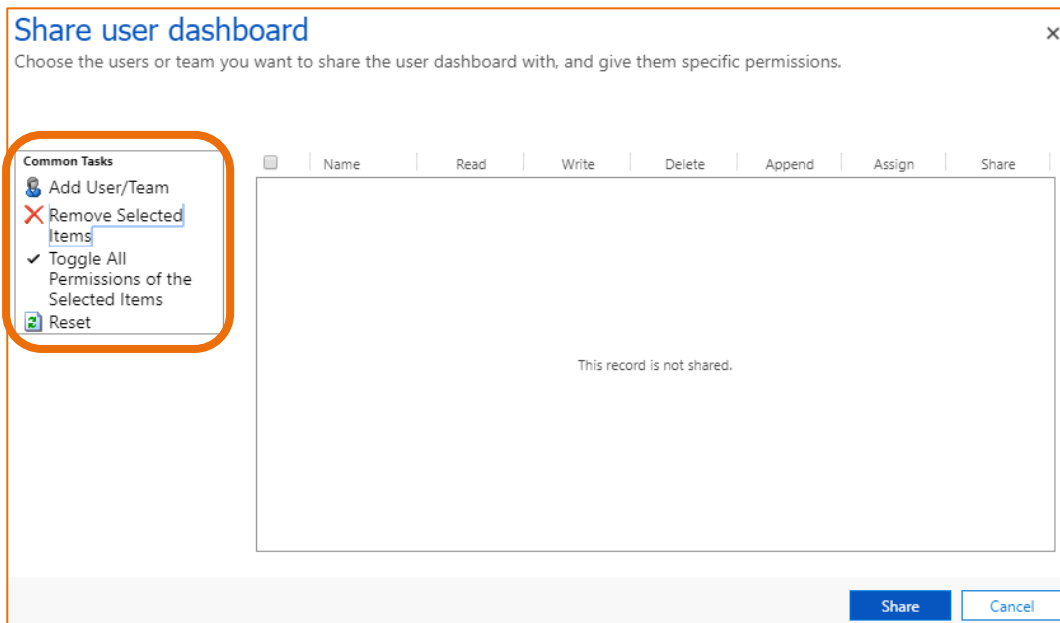 Share user dashboard
Choose the users or team you want to share the user dashboard with, and give them specific permissions.
Common Tasks
Add User/Team
Remove Selected
Items
Toggle All
Permissions of the
Selected Items
Reset
Name Read Write Delete Append Assign Share
This record is not shared.
Share Cancel